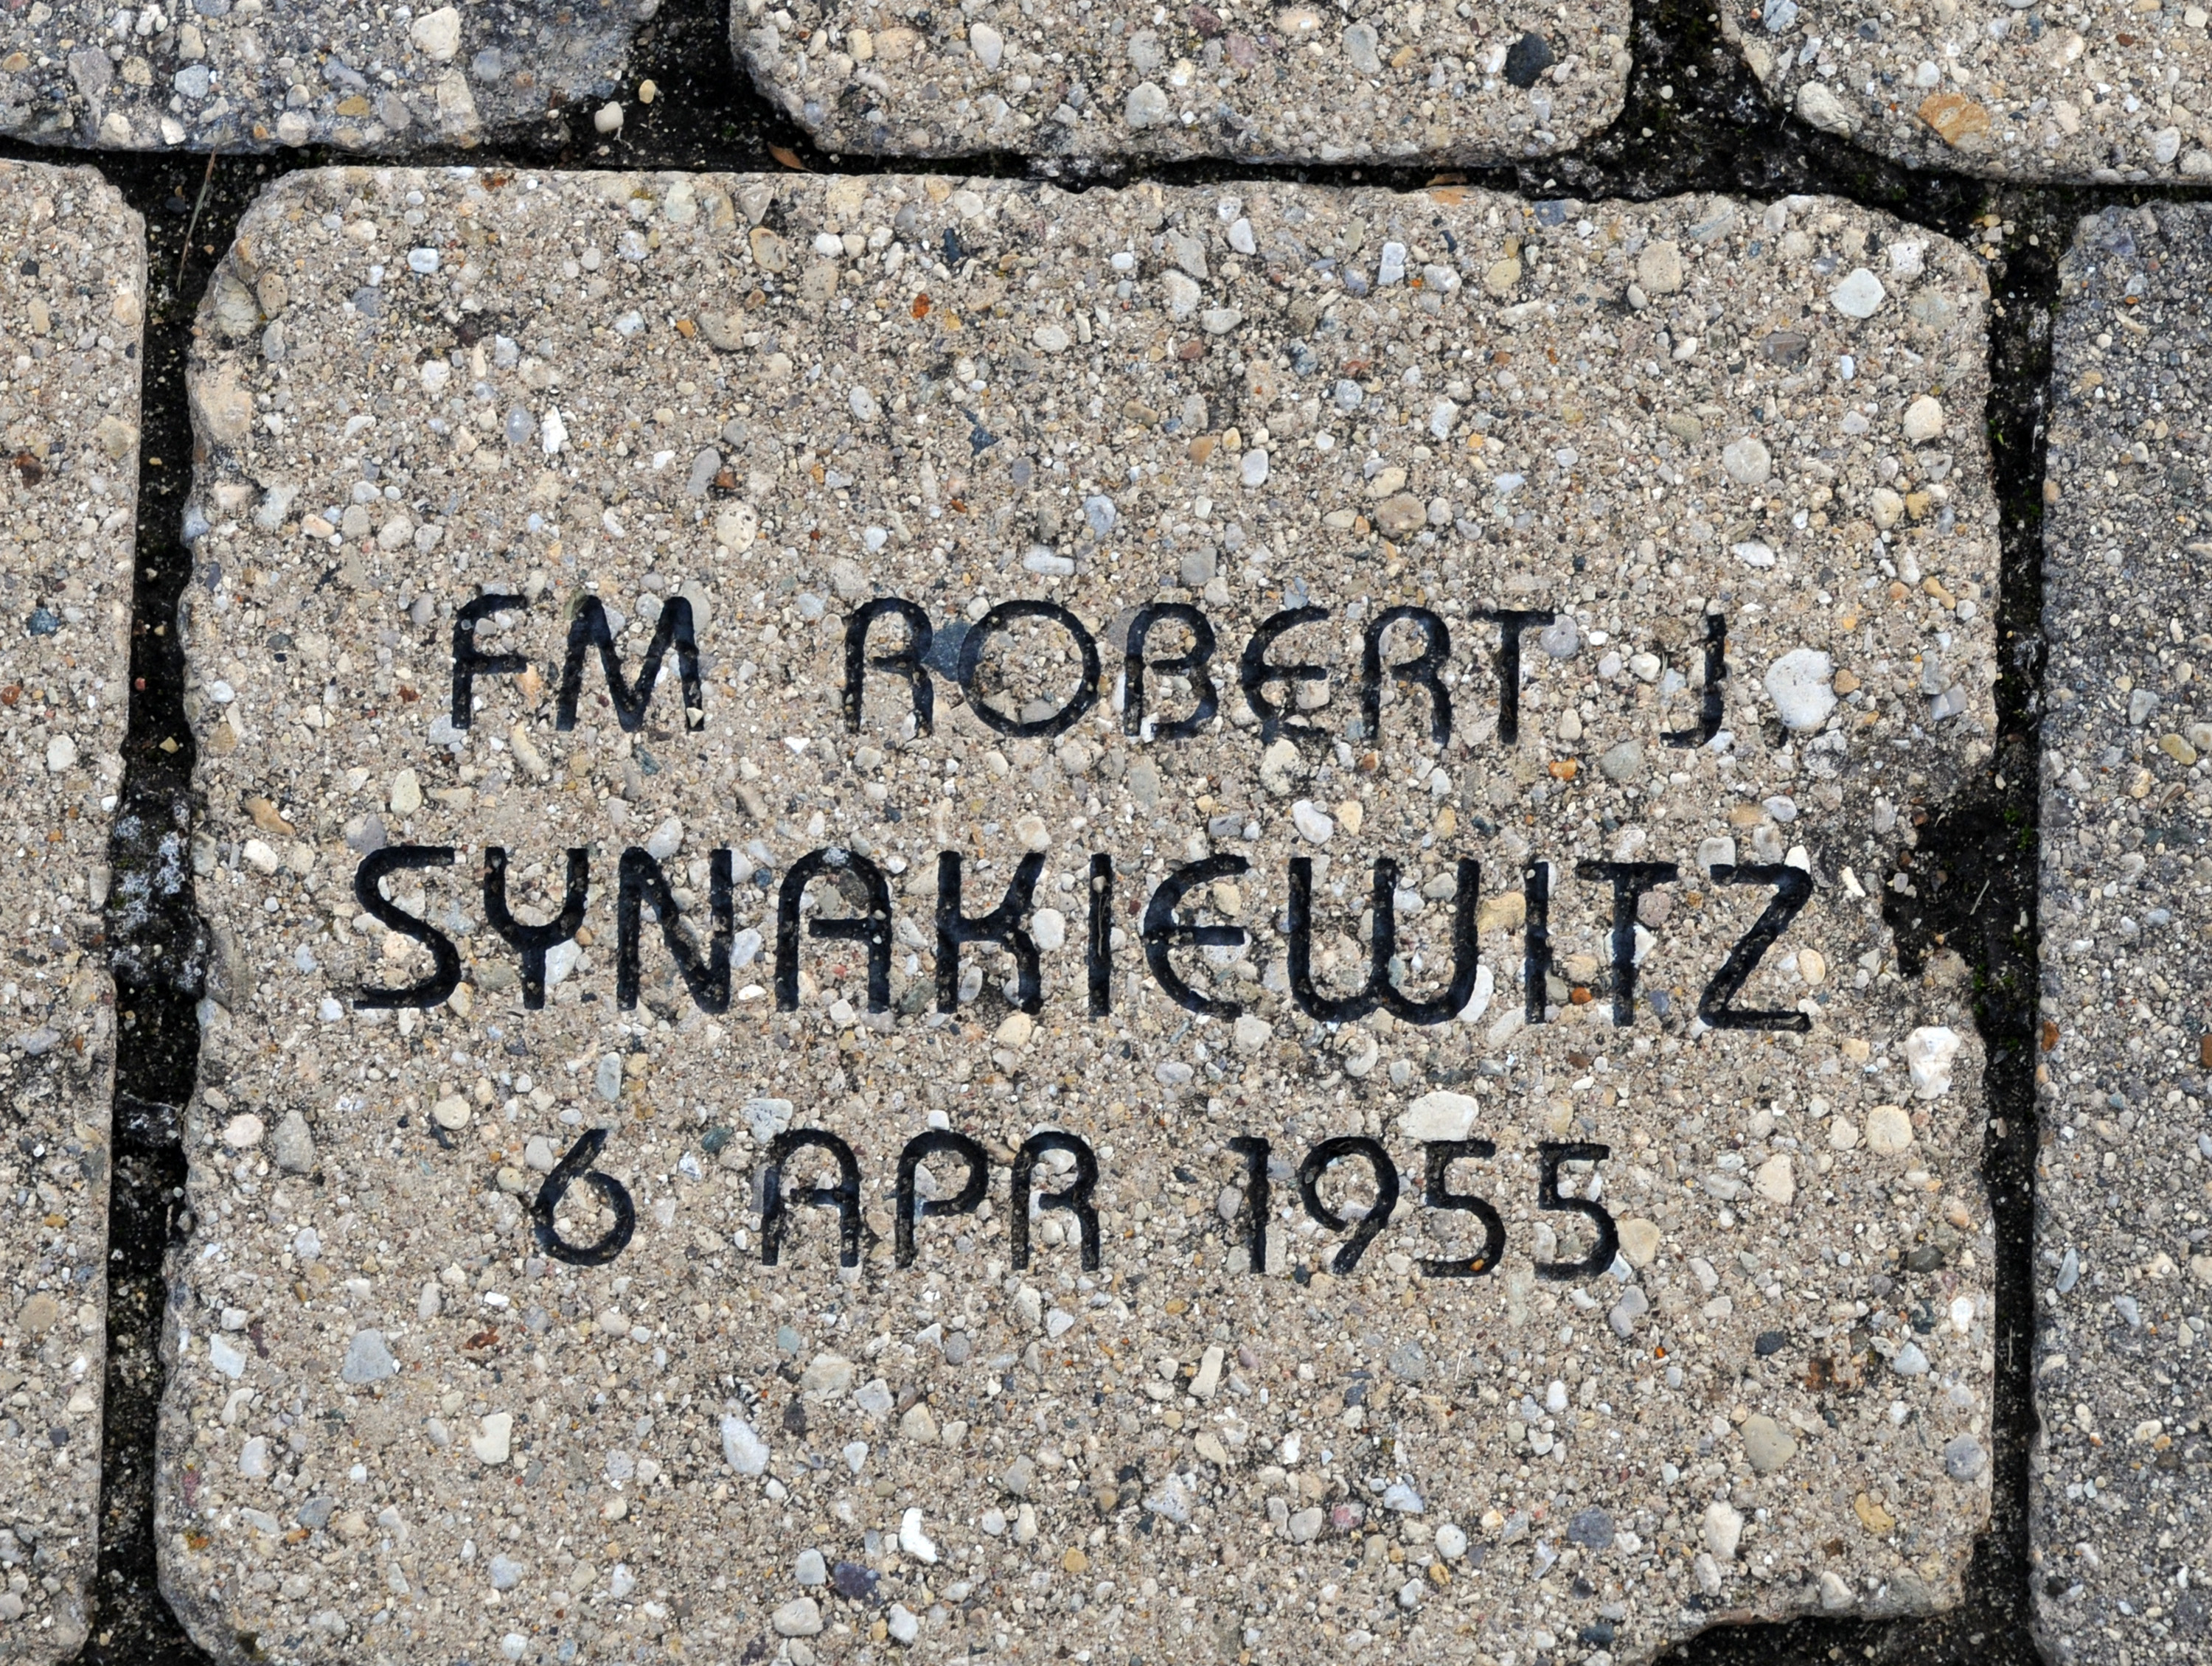 FM ROBERT J.
SYNAKIEWITZ
6 APR 1955